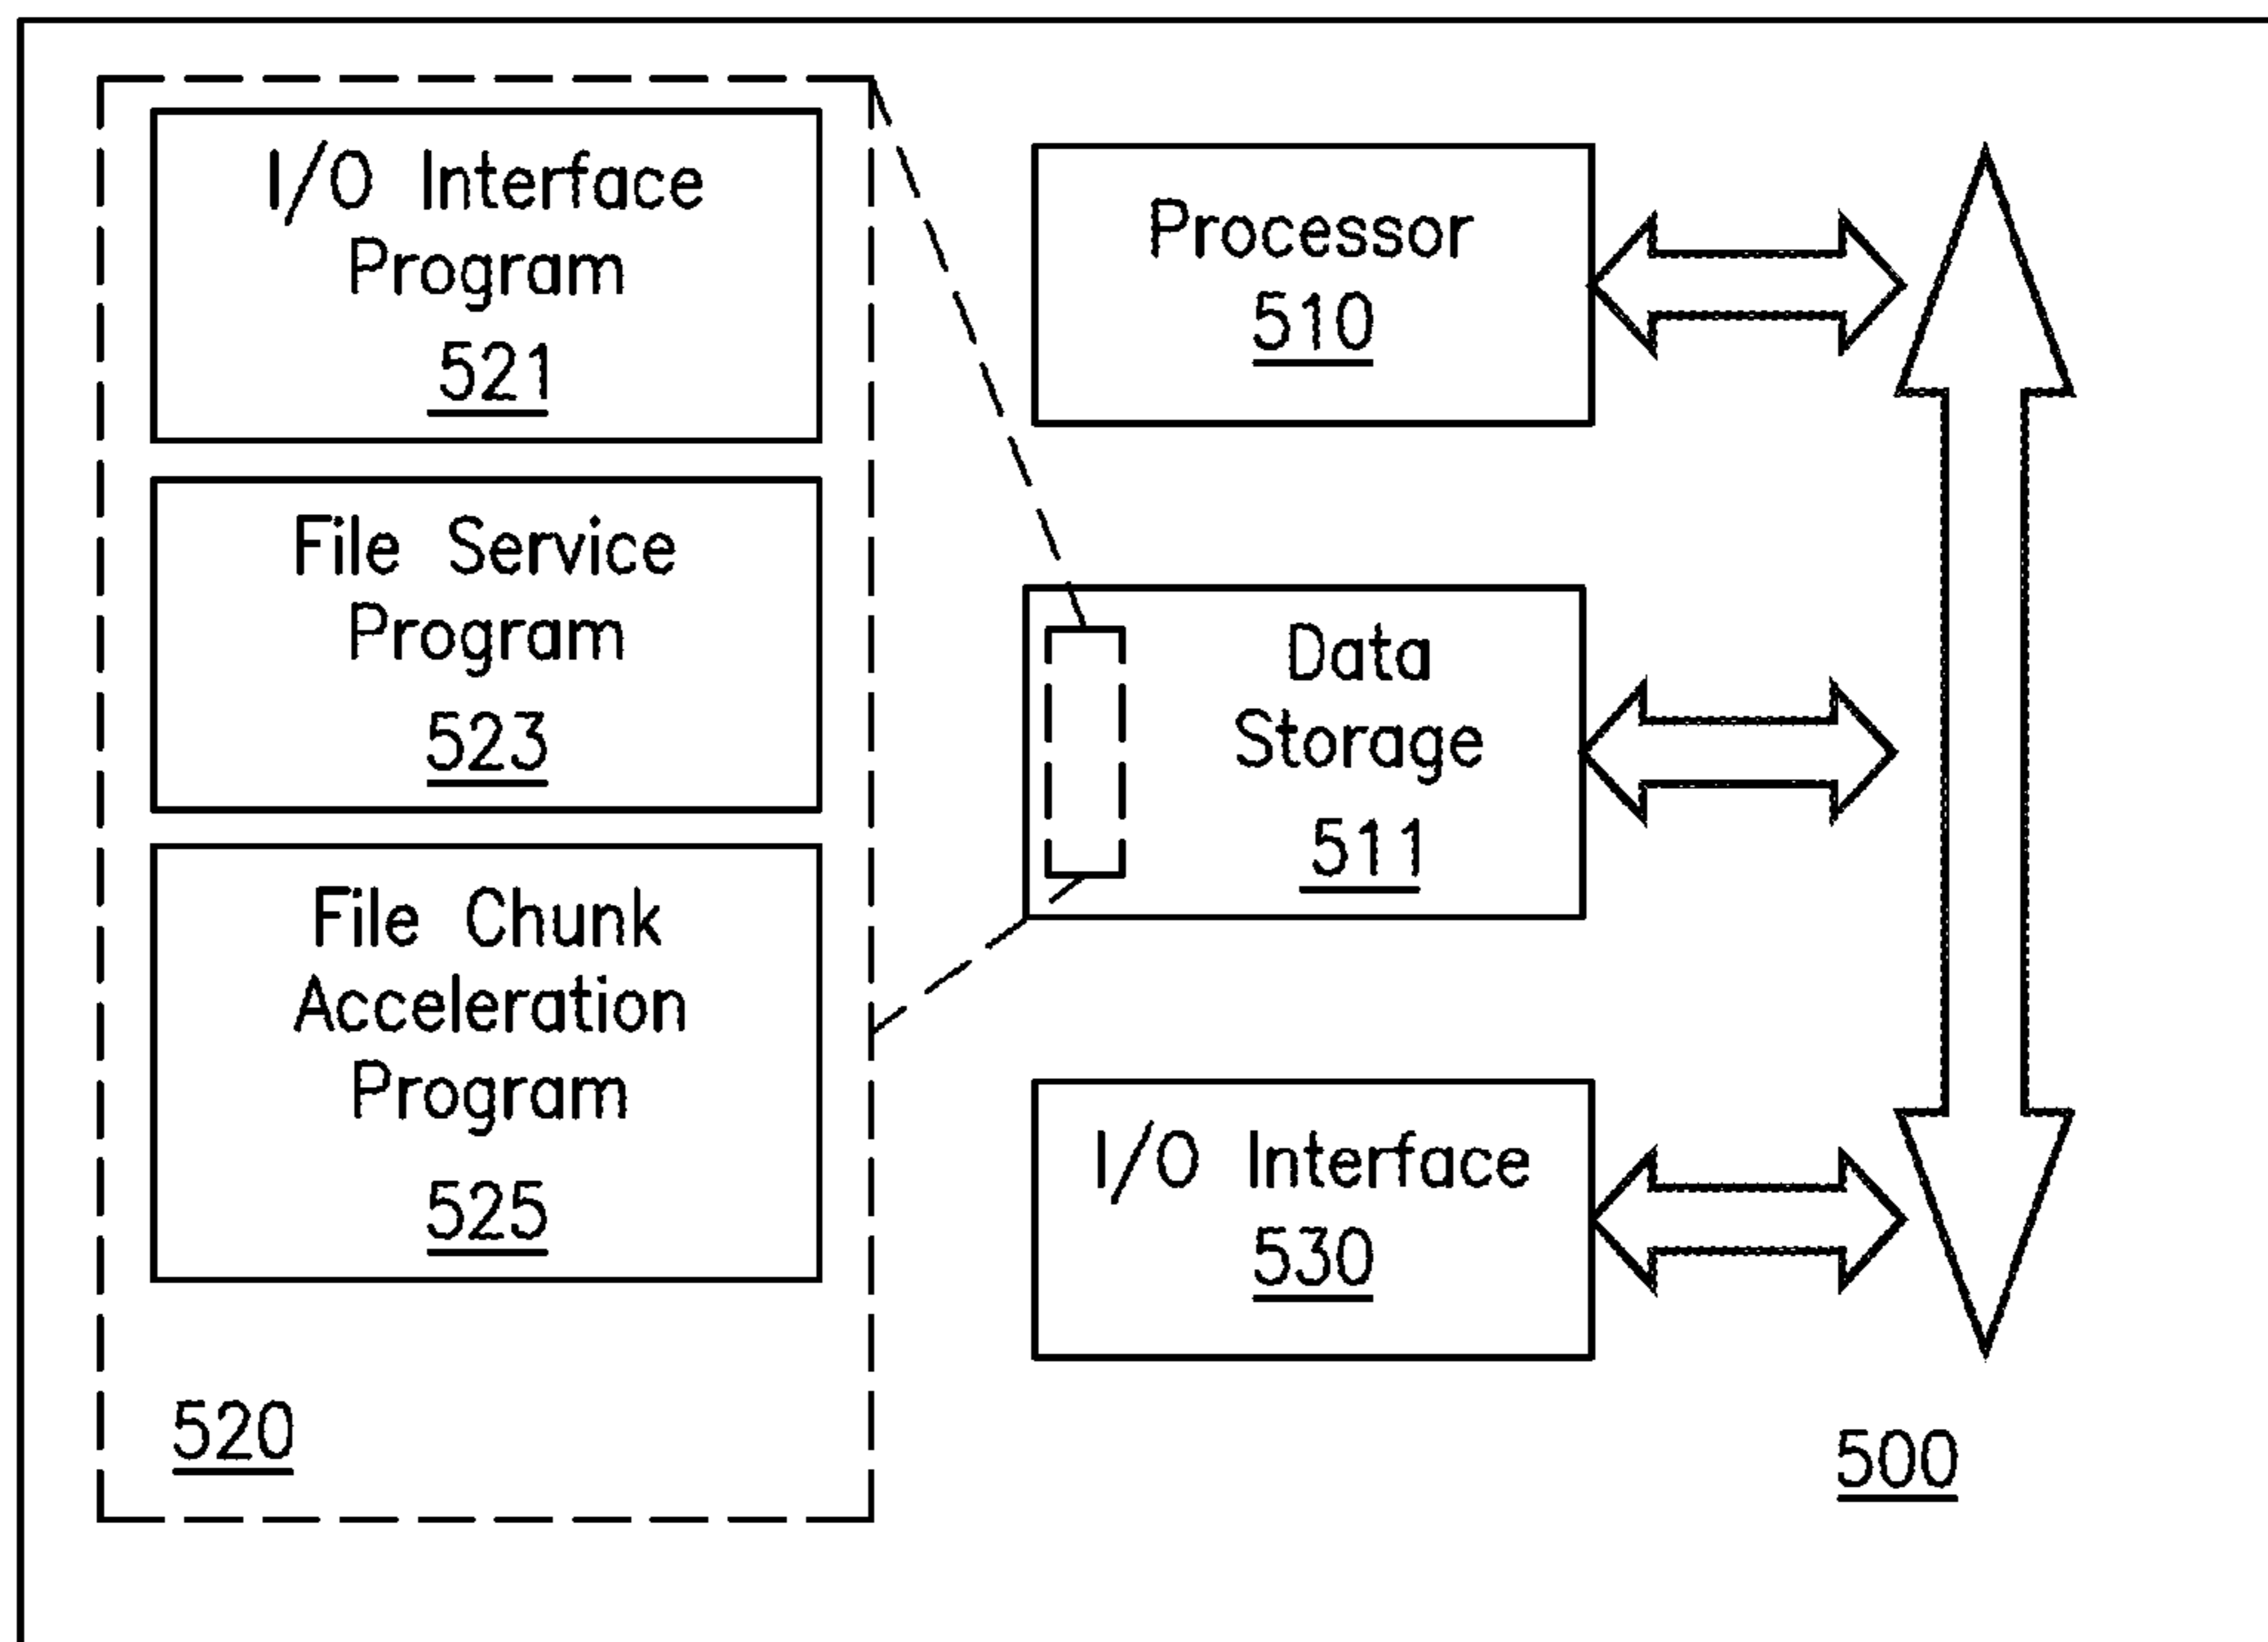 I/O Interface
Program
521
File Service
Program
523
File Chunk
Acceleration
Program
525
520
Processor
510
Data
Storage
511
I/O Interface
530
500